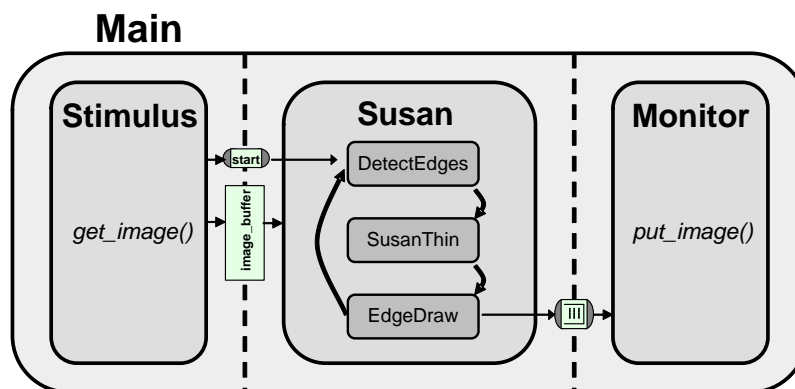 Main
Stimulus
Susan
Monitor
start
DetectEdges
image_buffer
get_image()
SusanThin
put_image()
EdgeDraw